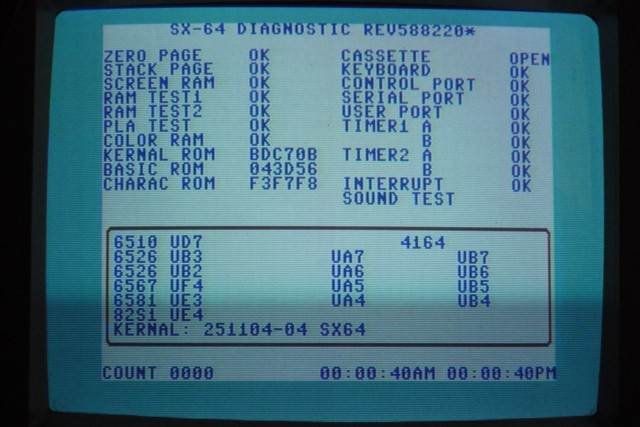 SX-64 DIAGNOSTIC REV588220*
ZERO PAGE OK CASSETTE OPEN
STACK PAGE OK KEYBOARD OK
SCREEN RAM OK CONTROL PORT OK
RAM TEST1 OK SERIAL PORT OK
RAM TEST2 OK USER PORT OK
PLA TEST OK TIMER1 A OK
COLOR RAM OK B OK
KERNAL ROM BDC70B TIMER2 A OK
BASIC ROM 043D56 B OK
CHARAC ROM F3F7F8 INTERRUPT OK
SOUND TEST
6510 UD7 4164
6526 UB3 UA7 UB7
6526 UB2 UA6 UB6
6567 UF4 UA5 UB5
6581 UE3 UA4 UB4
82S1 UE4
KERNAL: 251104-04 SX64
COUNT 0000 00:00:40AM 00:00:40PM